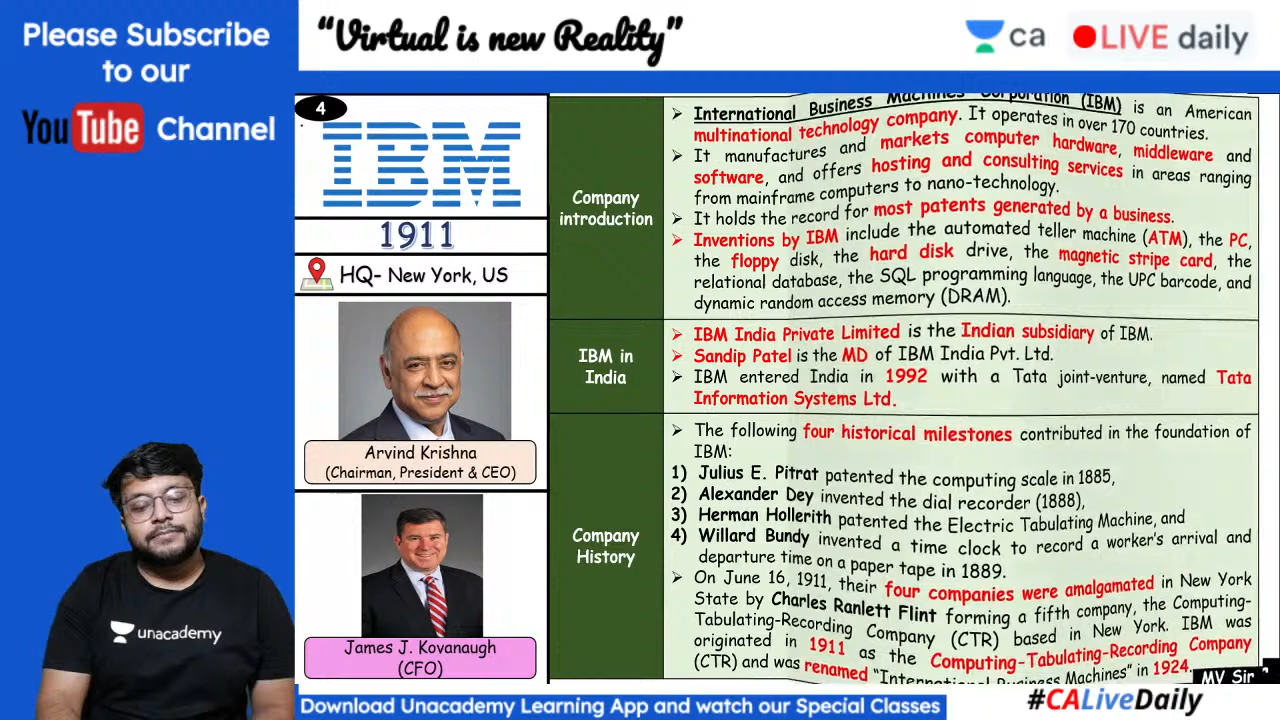 Please Subscribe
to our
YouTube Channel
"Virtual is new Reality"
ca LIVE daily
4
IBM
1911
HQ- New York, US
Arvind Krishna
(Chairman, President & CEO)
James J. Kovanaugh
(CFO)
Company
introduction
➢ International Business Machines Corporation (IBM) is an American
multinational technology company. It operates in over 170 countries.
➢ It manufactures and markets computer hardware, middleware and
software, and offers hosting and consulting services in areas ranging
from mainframe computers to nano-technology.
➢ It holds the record for most patents generated by a business.
➢ Inventions by IBM include the automated teller machine (ATM), the PC,
the floppy disk, the hard disk drive, the magnetic stripe card, the
relational database, the SQL programming language, the UPC barcode, and
dynamic random access memory (DRAM).
IBM in
India
➢ IBM India Private Limited is the Indian subsidiary of IBM.
➢ Sandip Patel is the MD of IBM India Pvt. Ltd.
➢ IBM entered India in 1992 with a Tata joint-venture, named Tata
Information Systems Ltd.
Company
History
➢ The following four historical milestones contributed in the foundation of
IBM:
1) Julius E. Pitrat patented the computing scale in 1885,
2) Alexander Dey invented the dial recorder (1888),
3) Herman Hollerith patented the Electric Tabulating Machine, and
4) Willard Bundy invented a time clock to record a worker's arrival and
departure time on a paper tape in 1889.
➢ On June 16, 1911, their four companies were amalgamated in New York
State by Charles Ranlett Flint forming a fifth company, the Computing-
Tabulating-Recording Company (CTR) based in New York. IBM was
originated in 1911 as the Computing-Tabulating-Recording Company
(CTR) and was renamed "International Business Machines" in 1924.
MV Sir
unacademy
Download Unacademy Learning App and watch our Special Classes
#CALiveDaily